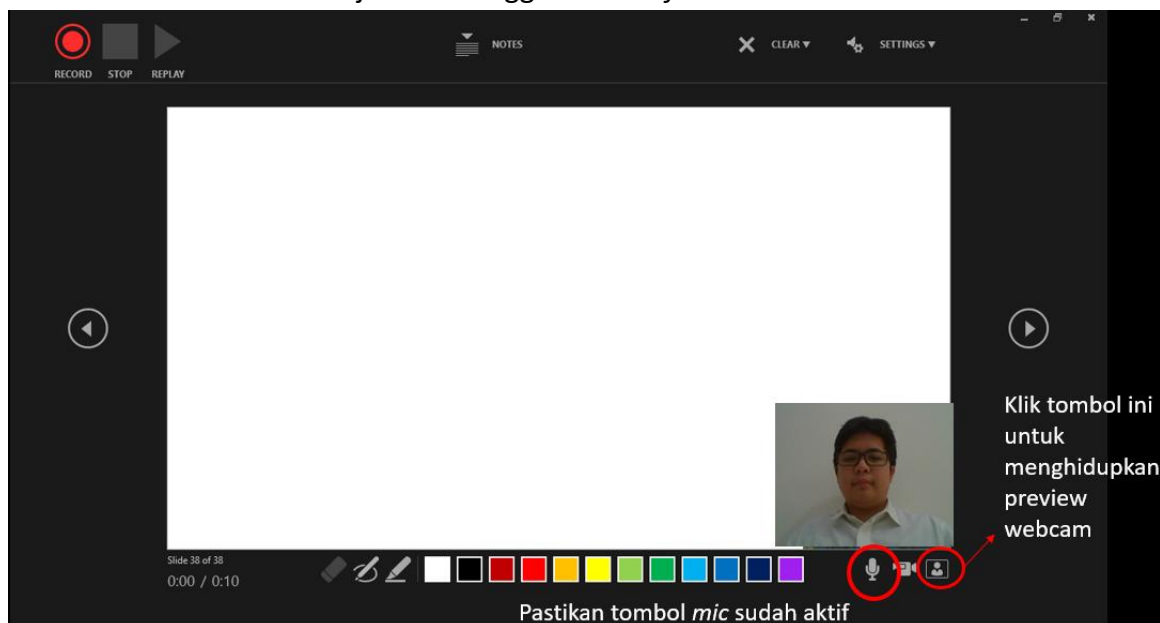 NOTES
CLEAR ▼
SETTINGS ▼
RECORD STOP REPLAY
Klik tombol ini
untuk
menghidupkan
preview
webcam
Slide 38 of 38
0:00 / 0:10
Pastikan tombol mic sudah aktif